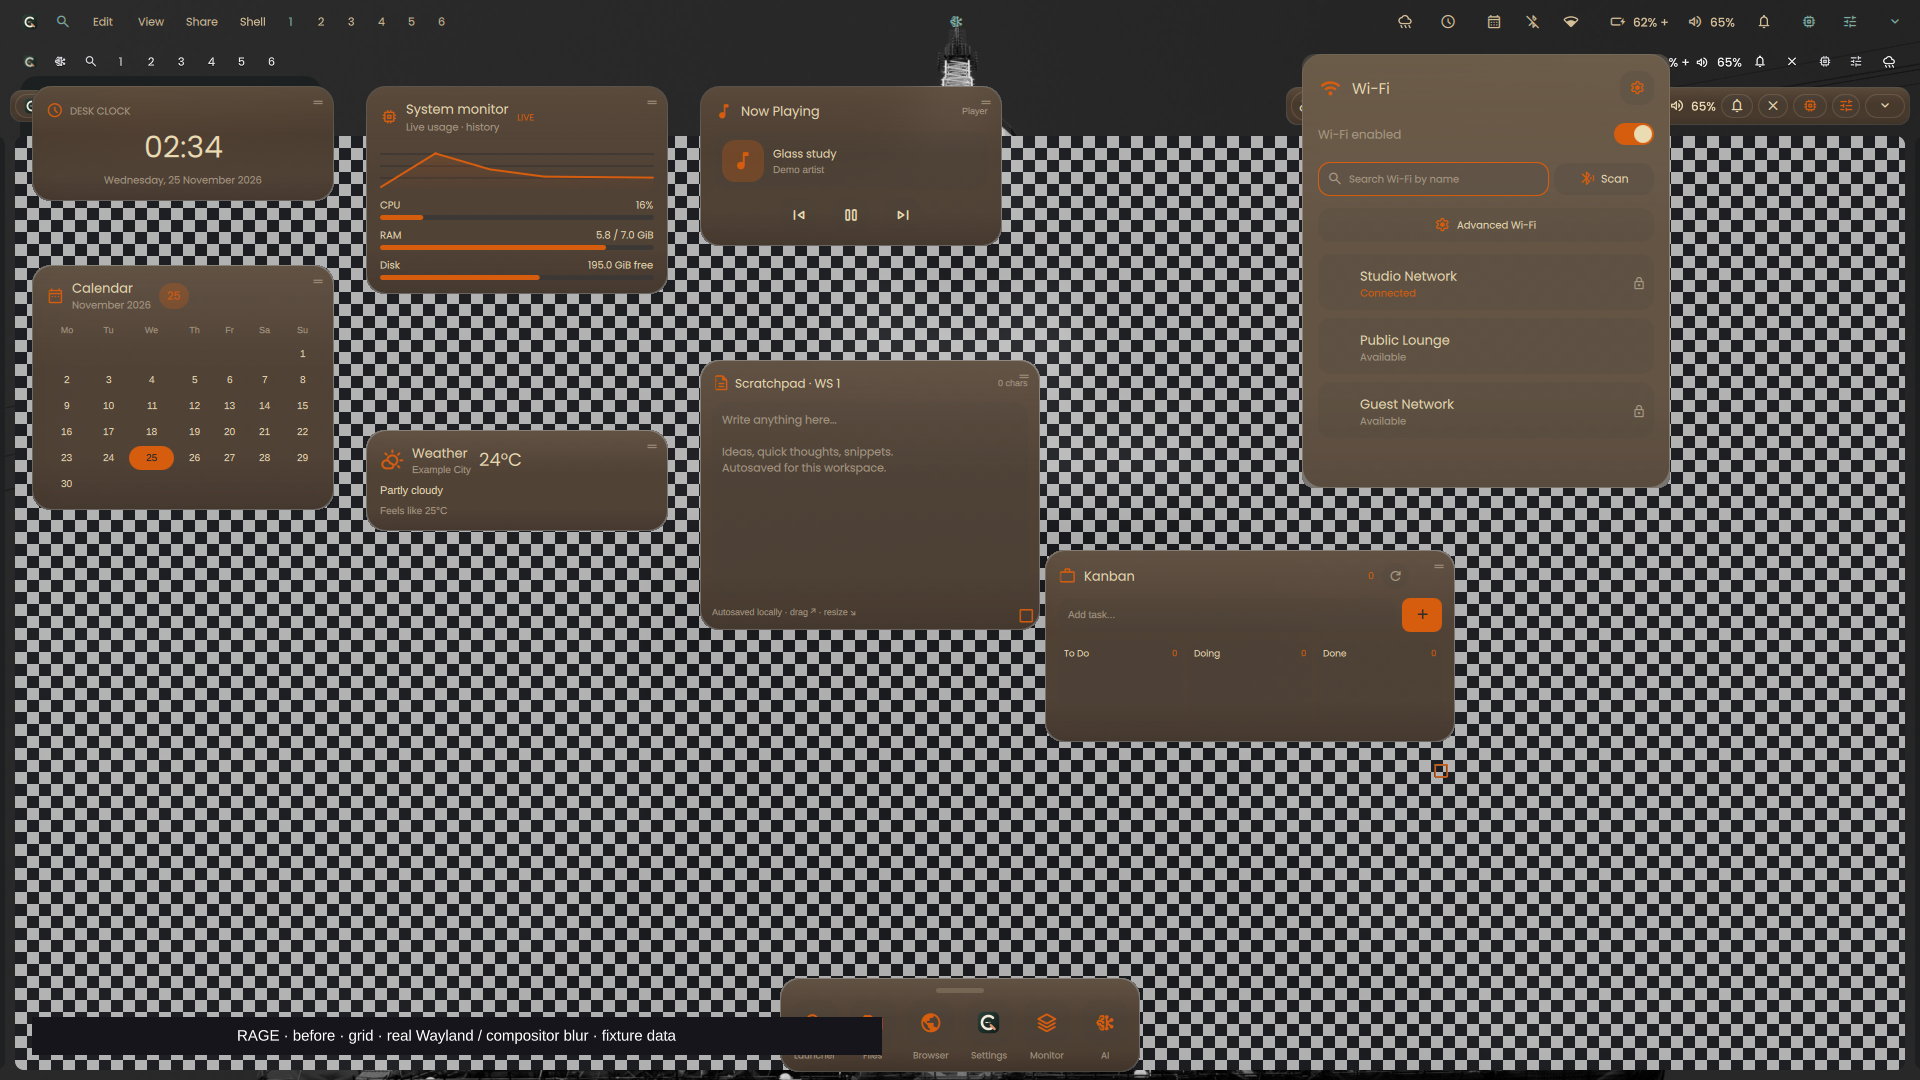 Edit View Share Shell 1 2 3 4 5 6
62% + 65%
1 2 3 4 5 6
% + 65%
65%
DESK CLOCK
02:34
Wednesday, 25 November 2026
System monitor LIVE
Live usage · history
CPU 16%
RAM 5.8 / 7.0 GiB
Disk 195.0 GiB free
Now Playing Player
Glass study
Demo artist
Wi-Fi
Wi-Fi enabled
Search Wi-Fi by name Scan
Advanced Wi-Fi
Studio Network
Connected
Public Lounge
Available
Guest Network
Available
Calendar 25
November 2026
Mo Tu We Th Fr Sa Su
1
2 3 4 5 6 7 8
9 10 11 12 13 14 15
16 17 18 19 20 21 22
23 24 25 26 27 28 29
30
Weather 24°C
Example City
Partly cloudy
Feels like 25°C
Scratchpad · WS 1 0 chars
Write anything here...
Ideas, quick thoughts, snippets.
Autosaved for this workspace.
Autosaved locally · drag ↗ · resize ↘
Kanban 0
Add task... +
To Do 0 Doing 0 Done 0
RAGE · before · grid · real Wayland / compositor blur · fixture data
Launcher Files Browser Settings Monitor AI